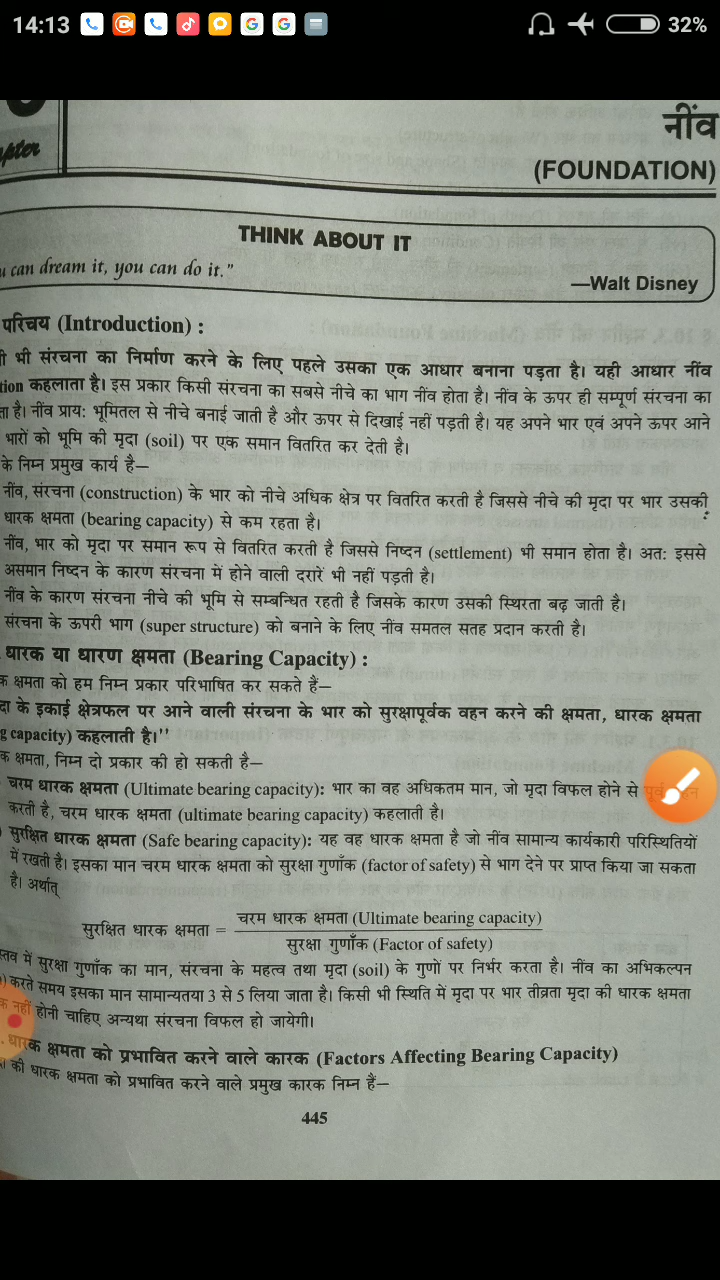 14:13
32%
नींव
(FOUNDATION)
THINK ABOUT IT
can dream it, you can do it."
—Walt Disney
परिचय (Introduction) :
भी संरचना का निर्माण करने के लिए पहले उसका एक आधार बनाना पड़ता है। यही आधार नींव
tion कहलाता है। इस प्रकार किसी संरचना का सबसे नीचे का भाग नींव होता है। नींव के ऊपर ही सम्पूर्ण संरचना का
ता है। नींव प्राय: भूमितल से नीचे बनाई जाती है और ऊपर से दिखाई नहीं पड़ती है। यह अपने भार एवं अपने ऊपर आने
भारों को भूमि की मृदा (soil) पर एक समान वितरित कर देती है।
के निम्न प्रमुख कार्य है—
नींव, संरचना (construction) के भार को नीचे अधिक क्षेत्र पर वितरित करती है जिससे नीचे की मृदा पर भार उसकी
धारक क्षमता (bearing capacity) से कम रहता है।
नींव, भार को मृदा पर समान रूप से वितरित करती है जिससे निष्दन (settlement) भी समान होता है। अत: इससे
असमान निष्दन के कारण संरचना में होने वाली दरारें भी नहीं पड़ती है।
नींव के कारण संरचना नीचे की भूमि से सम्बन्धित रहती है जिसके कारण उसकी स्थिरता बढ़ जाती है।
संरचना के ऊपरी भाग (super structure) को बनाने के लिए नींव समतल सतह प्रदान करती है।
धारक या धारण क्षमता (Bearing Capacity) :
क क्षमता को हम निम्न प्रकार परिभाषित कर सकते हैं—
दा के इकाई क्षेत्रफल पर आने वाली संरचना के भार को सुरक्षापूर्वक वहन करने की क्षमता, धारक क्षमता
g capacity) कहलाती है।''
क क्षमता, निम्न दो प्रकार की हो सकती है—
चरम धारक क्षमता (Ultimate bearing capacity): भार का वह अधिकतम मान, जो मृदा विफल होने से पूर्व
करती है, चरम धारक क्षमता (ultimate bearing capacity) कहलाती है।
सुरक्षित धारक क्षमता (Safe bearing capacity): यह वह धारक क्षमता है जो नींव सामान्य कार्यकारी परिस्थितियों
में रखती है। इसका मान चरम धारक क्षमता को सुरक्षा गुणाँक (factor of safety) से भाग देने पर प्राप्त किया जा सकता
है। अर्थात्
सुरक्षित धारक क्षमता = चरम धारक क्षमता (Ultimate bearing capacity)
सुरक्षा गुणाँक (Factor of safety)
स्तव में सुरक्षा गुणाँक का मान, संरचना के महत्व तथा मृदा (soil) के गुणों पर निर्भर करता है। नींव का अभिकल्पन
करते समय इसका मान सामान्यतया 3 से 5 लिया जाता है। किसी भी स्थिति में मृदा पर भार तीव्रता मृदा की धारक क्षमता
क नहीं होनी चाहिए अन्यथा संरचना विफल हो जायेगी।
धारक क्षमता को प्रभावित करने वाले कारक (Factors Affecting Bearing Capacity)
की धारक क्षमता को प्रभावित करने वाले प्रमुख कारक निम्न हैं—
445